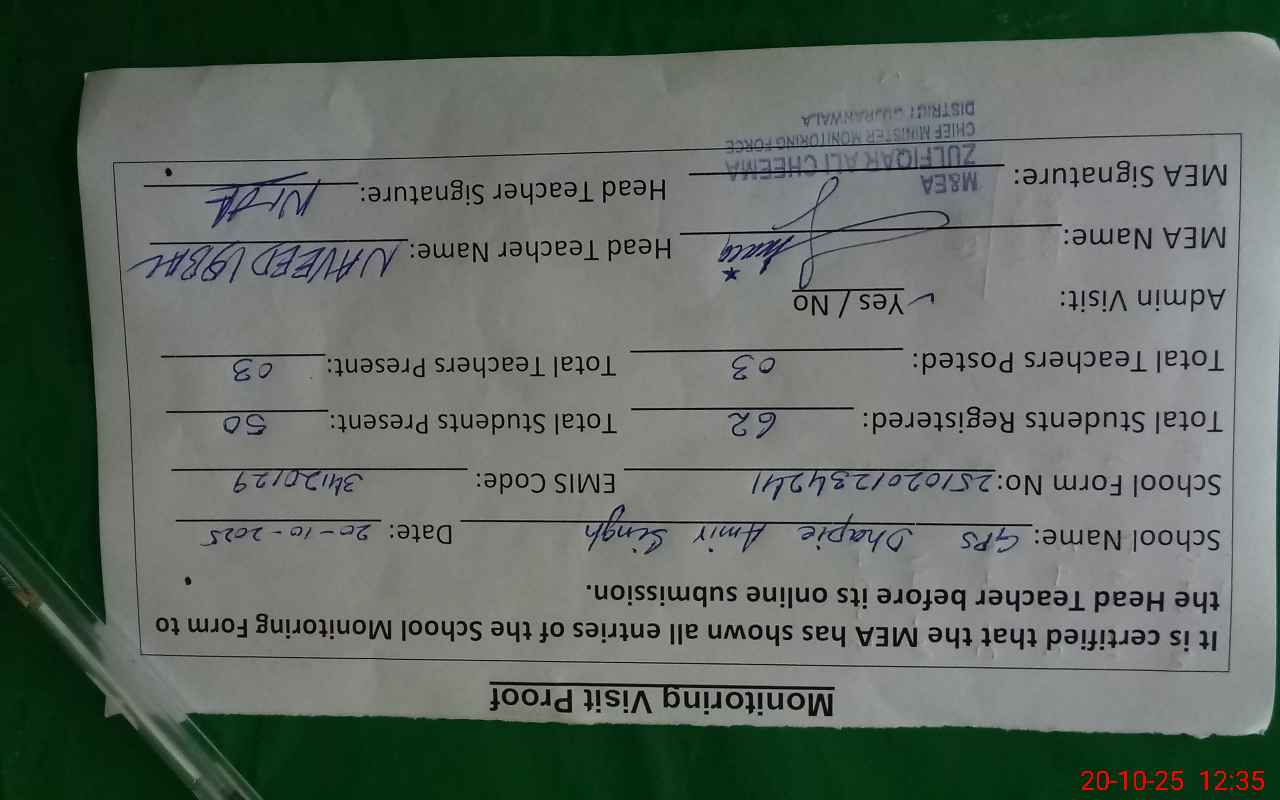 Monitoring Visit Proof
It is certified that the MEA has shown all entries of the School Monitoring Form to
the Head Teacher before its online submission.
School Name: GPS Dhapie Amir Singh Date: 20-10-2025
School Form No: 2510201234241 EMIS Code: 34120129
Total Students Registered: 62 Total Students Present: 50
Total Teachers Posted: 03 Total Teachers Present: 03
Admin Visit: ✓ Yes / No
MEA Name: Head Teacher Name: NAVEED IQBAL
MEA Signature: Head Teacher Signature:
M&EA
ZULFIQAR ALI CHEEMA
CHIEF MINISTER MONITORING FORCE
DISTRICT GUJRANWALA
20-10-25 12:35